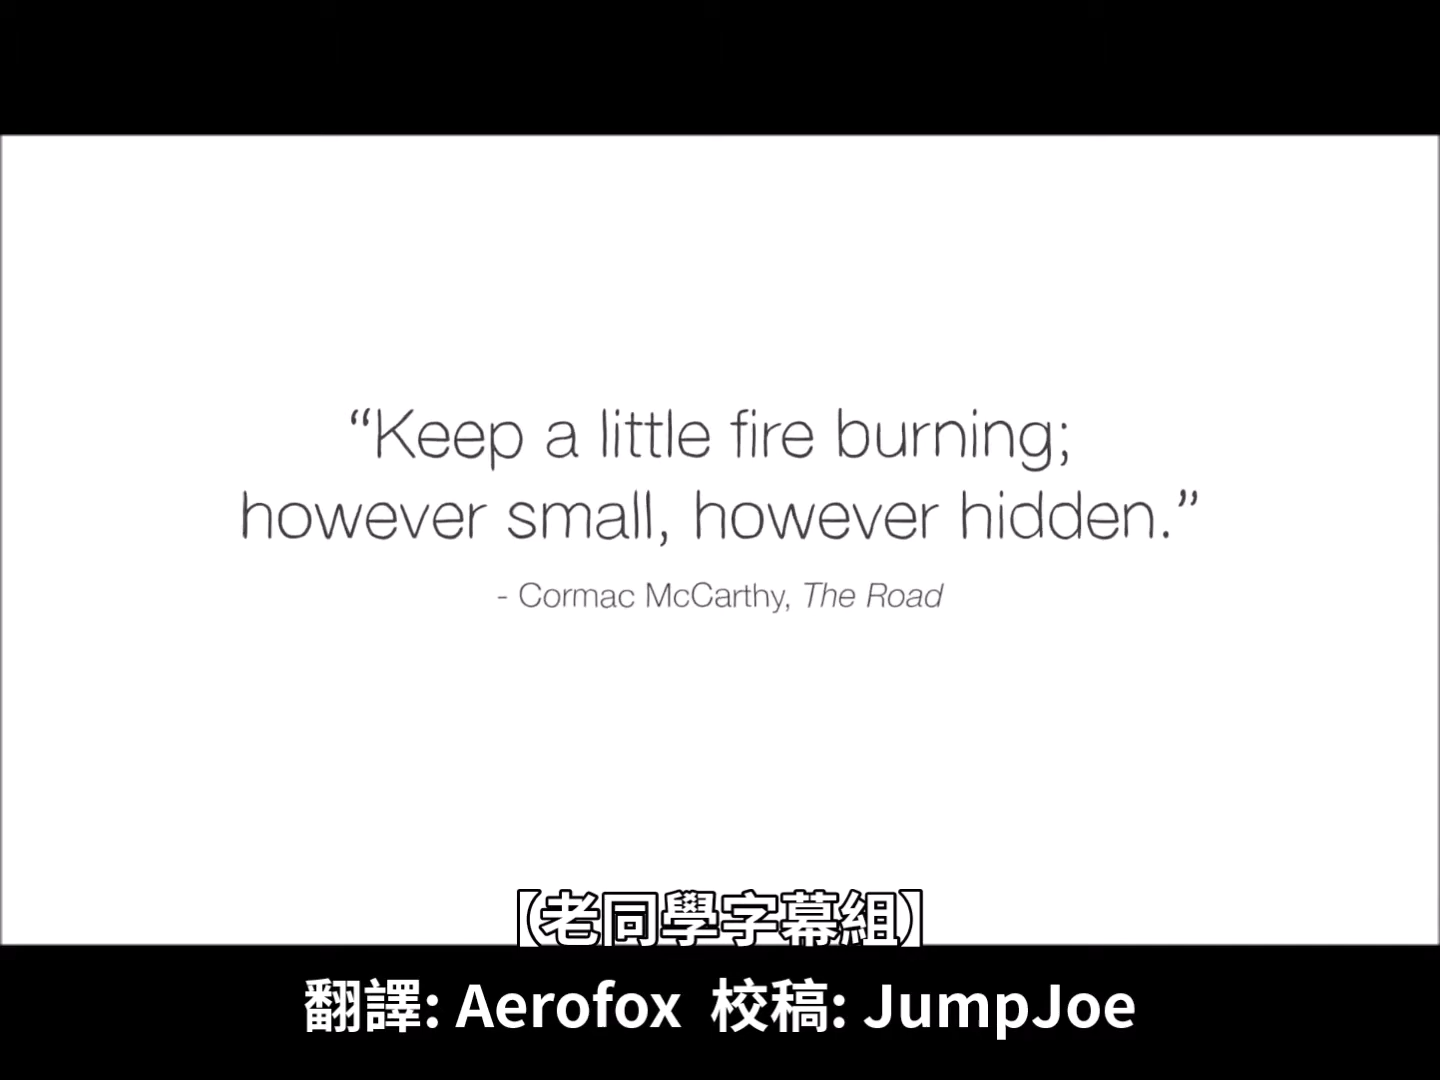 “Keep a little fire burning;
however small, however hidden.”
- Cormac McCarthy, The Road
【老同學字幕組】
翻譯: Aerofox 校稿: JumpJoe